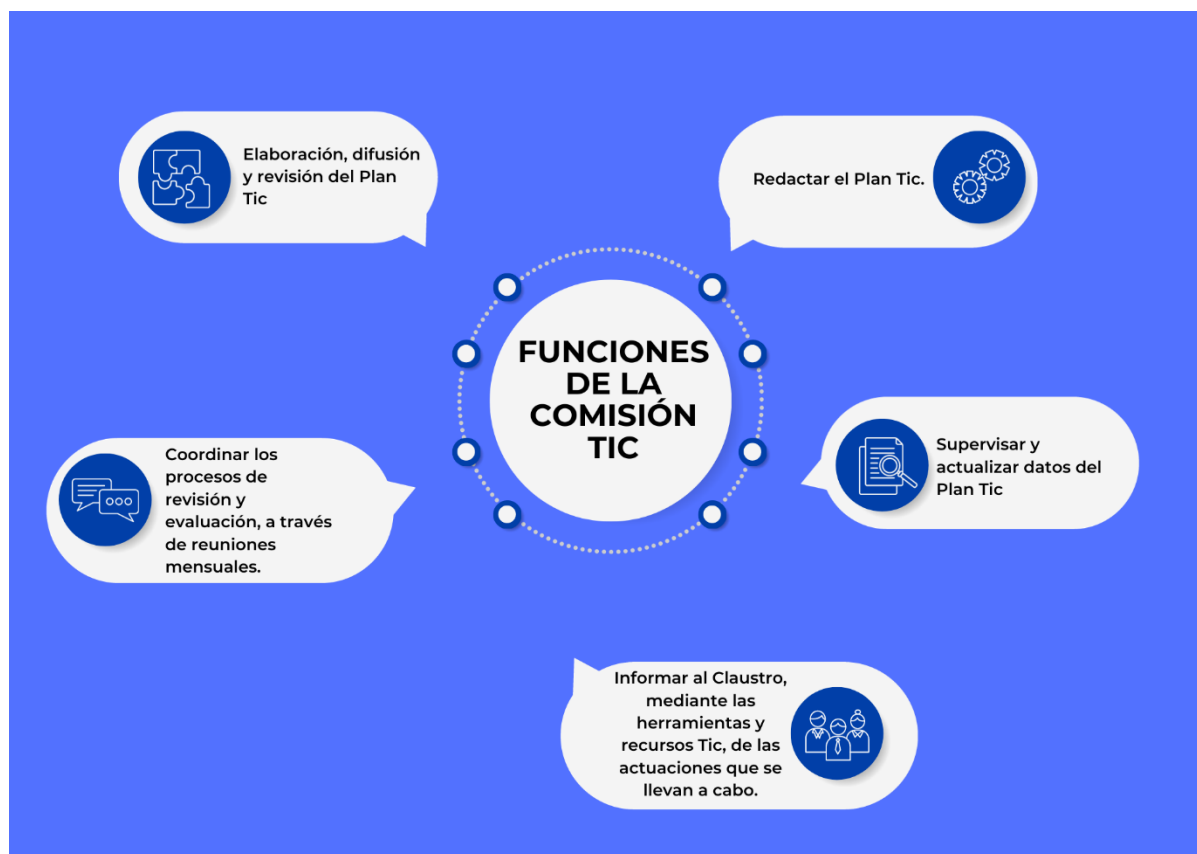 Elaboración, difusión
y revisión del Plan
Tic
Redactar el Plan Tic.
FUNCIONES
DE LA
COMISIÓN
TIC
Coordinar los
procesos de
revisión y
evaluación, a través
de reuniones
mensuales.
Supervisar y
actualizar datos del
Plan Tic
Informar al Claustro,
mediante las
herramientas y
recursos Tic, de las
actuaciones que se
llevan a cabo.